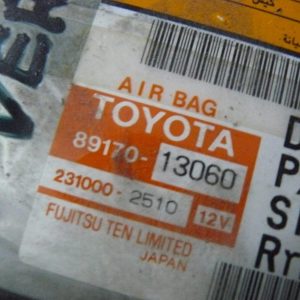 AIR BAG
TOYOTA
89170-13060
231000-2510 12V
FUJITSU TEN LIMITED
JAPAN